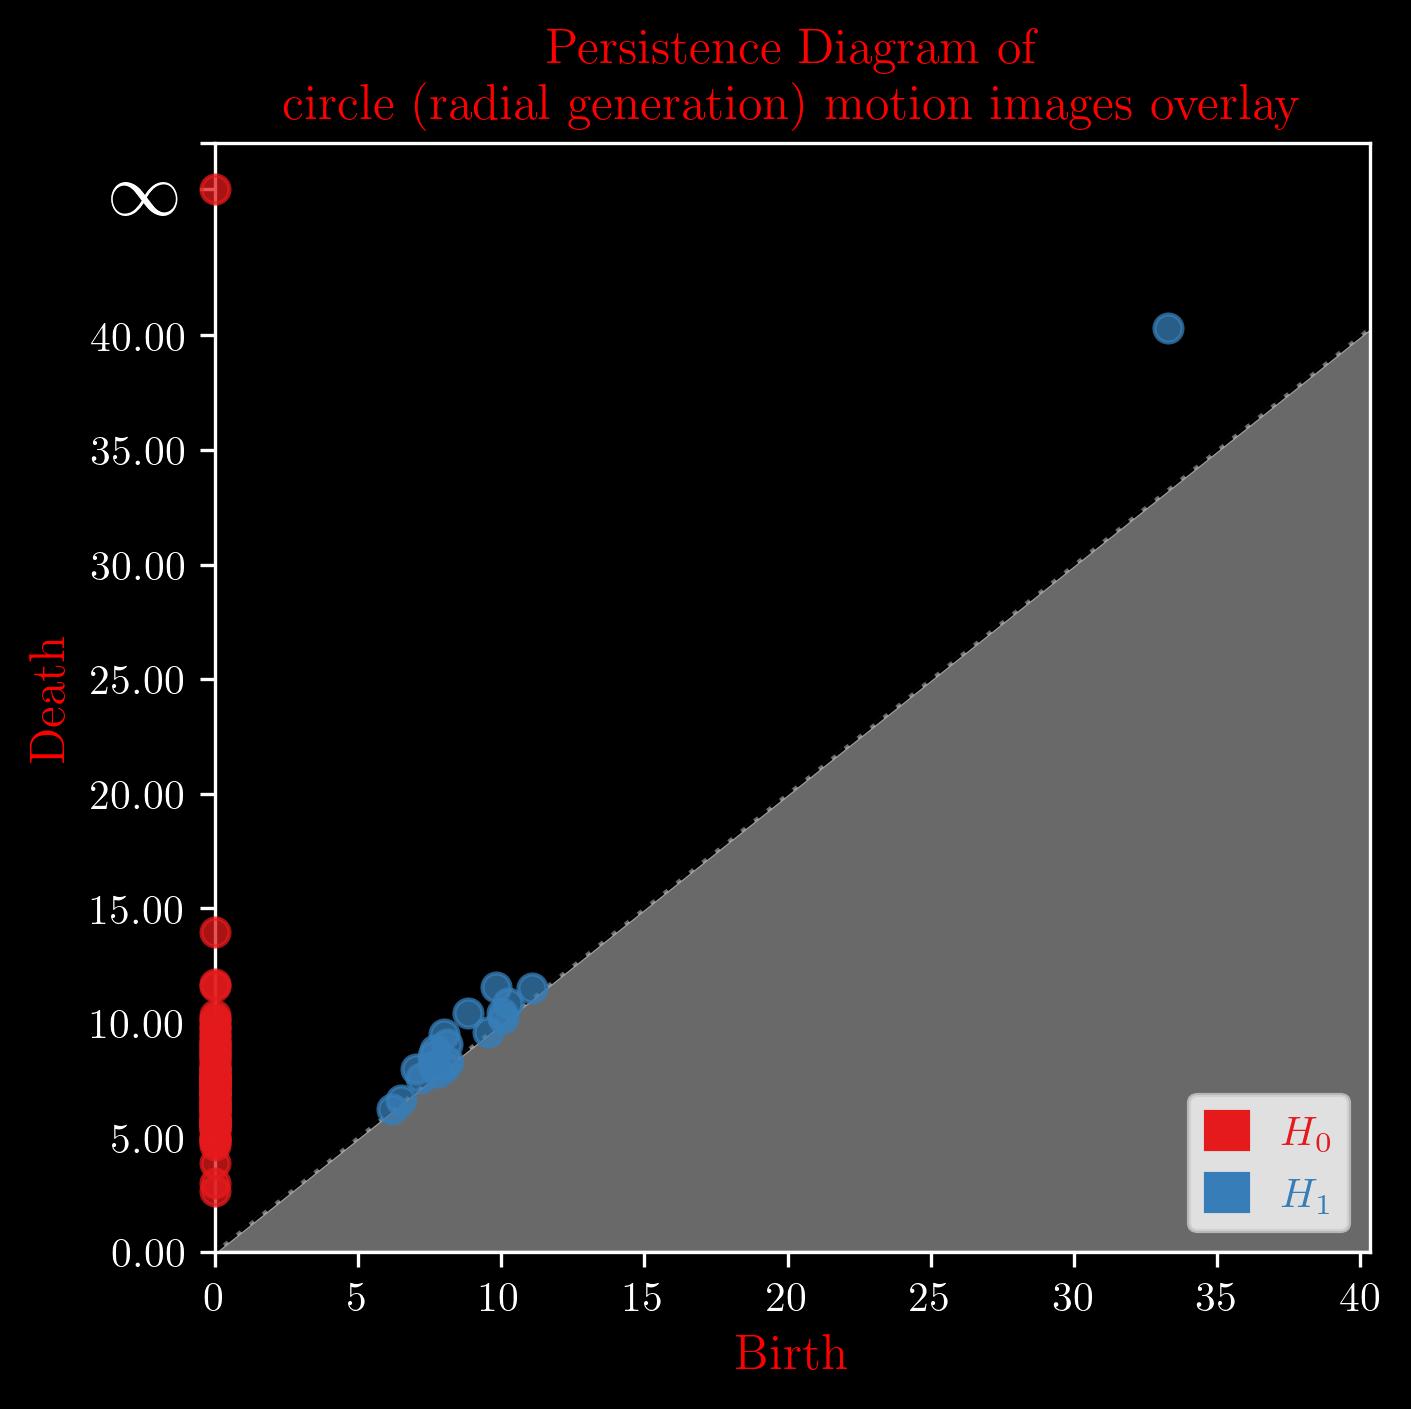 Persistence Diagram of
circle (radial generation) motion images overlay
∞
40.00
35.00
30.00
25.00
20.00
15.00
10.00
5.00
0.00
Death
0 5 10 15 20 25 30 35 40
Birth
H₀
H₁